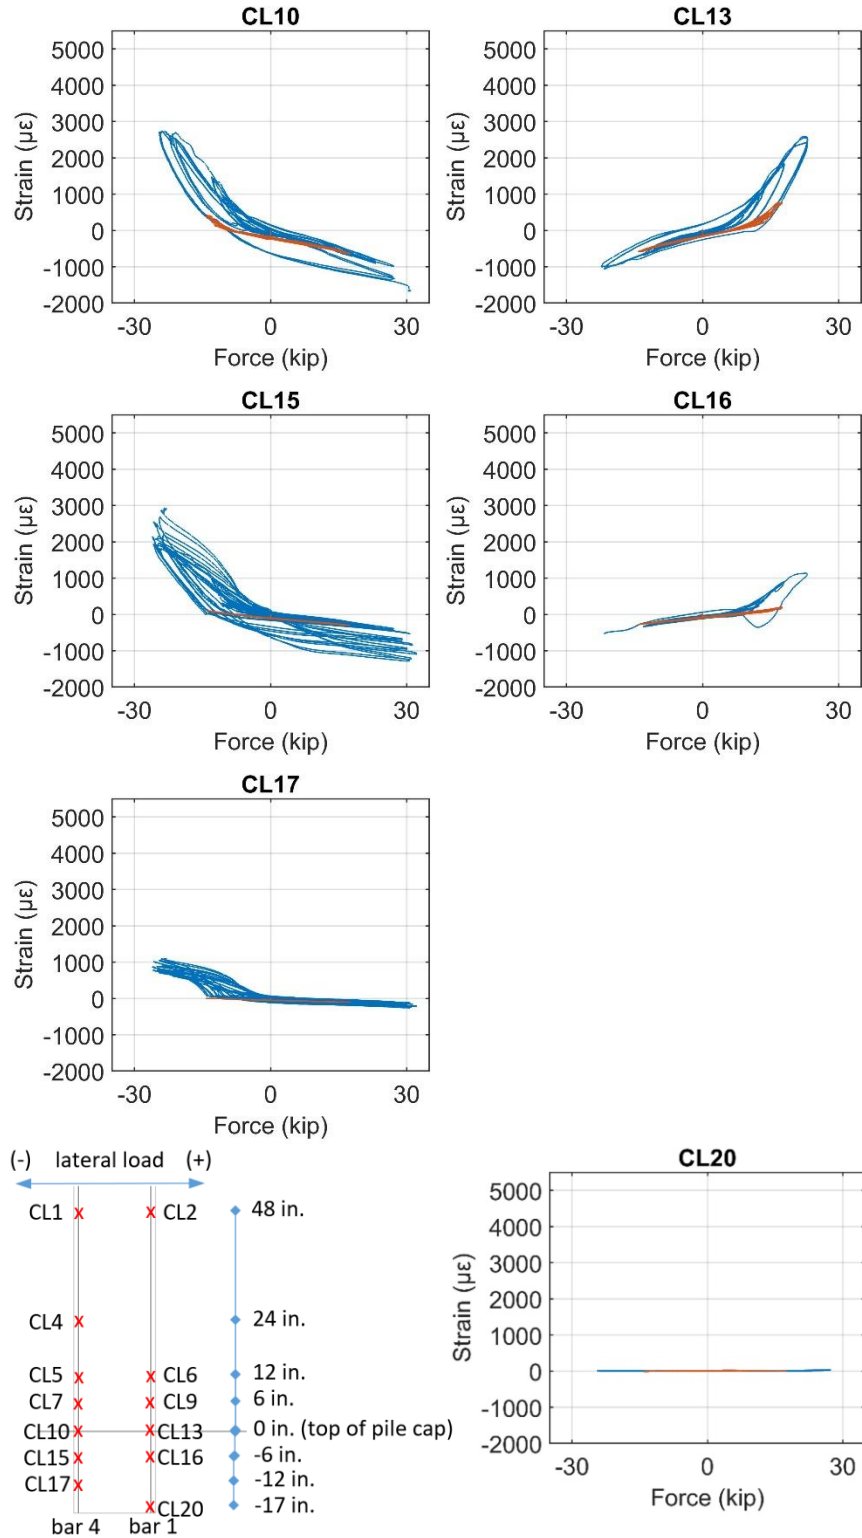 CL10
5000
4000
3000
2000
1000
0
-1000
-2000
Strain (με)
-30 0 30
Force (kip)
CL13
5000
4000
3000
2000
1000
0
-1000
-2000
Strain (με)
-30 0 30
Force (kip)
CL15
5000
4000
3000
2000
1000
0
-1000
-2000
Strain (με)
-30 0 30
Force (kip)
CL16
5000
4000
3000
2000
1000
0
-1000
-2000
Strain (με)
-30 0 30
Force (kip)
CL17
5000
4000
3000
2000
1000
0
-1000
-2000
Strain (με)
-30 0 30
Force (kip)
(-) lateral load (+)
CL1 x x CL2 48 in.
CL4 x 24 in.
CL5 x x CL6 12 in.
CL7 x x CL9 6 in.
CL10 x x CL13 0 in. (top of pile cap)
CL15 x x CL16 -6 in.
CL17 x -12 in.
x CL20 -17 in.
bar 4 bar 1
CL20
5000
4000
3000
2000
1000
0
-1000
-2000
Strain (με)
-30 0 30
Force (kip)